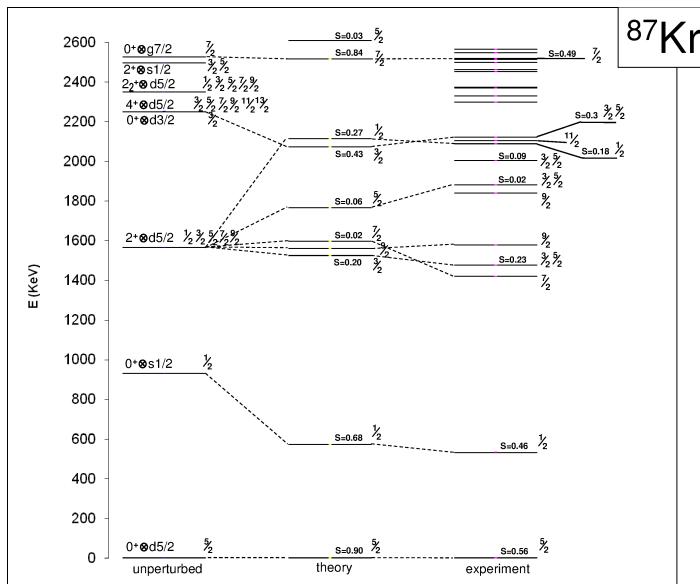 87Kr
E (KeV)
2600
2400
2200
2000
1800
1600
1400
1200
1000
800
600
400
200
0
0+⊗g7/2 7/2
2+⊗s1/2 3/2 5/2
2₂+⊗d5/2 1/2 3/2 5/2 7/2 9/2
4+⊗d5/2 3/2 5/2 7/2 9/2 11/2 13/2
0+⊗d3/2 3/2
2+⊗d5/2 1/2 3/2 5/2 7/2 9/2
0+⊗s1/2 1/2
0+⊗d5/2 5/2
unperturbed
S=0.03 5/2
S=0.84 7/2
S=0.27 1/2
S=0.43 3/2
S=0.06 5/2
S=0.02 7/2
9/2
S=0.20 3/2
S=0.68 1/2
S=0.90 5/2
theory
S=0.49 7/2
S=0.3 3/2 5/2
11/2
S=0.18 1/2
S=0.09 3/2 5/2
S=0.02 3/2 5/2
9/2
9/2
S=0.23 3/2 5/2
7/2
S=0.46 1/2
S=0.56 5/2
experiment